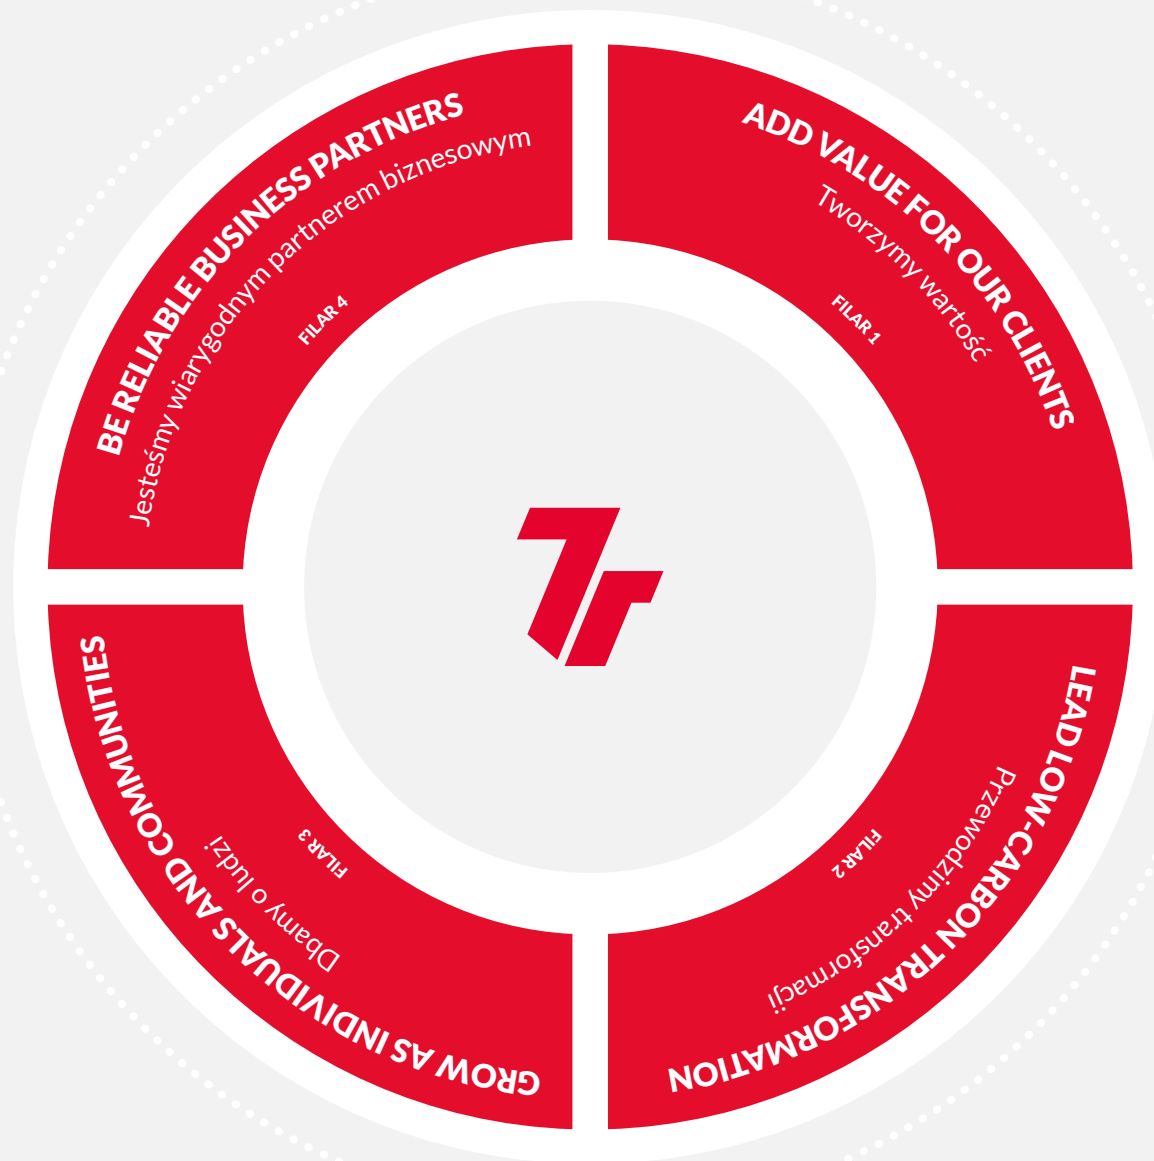 ADD VALUE FOR OUR CLIENTS
Tworzymy wartość
FILAR 1
LEAD LOW-CARBON TRANSFORMATION
Przewodzimy transformacji
FILAR 2
GROW AS INDIVIDUALS AND COMMUNITIES
Dbamy o ludzi
FILAR 3
BE RELIABLE BUSINESS PARTNERS
Jesteśmy wiarygodnym partnerem biznesowym
FILAR 4
7r